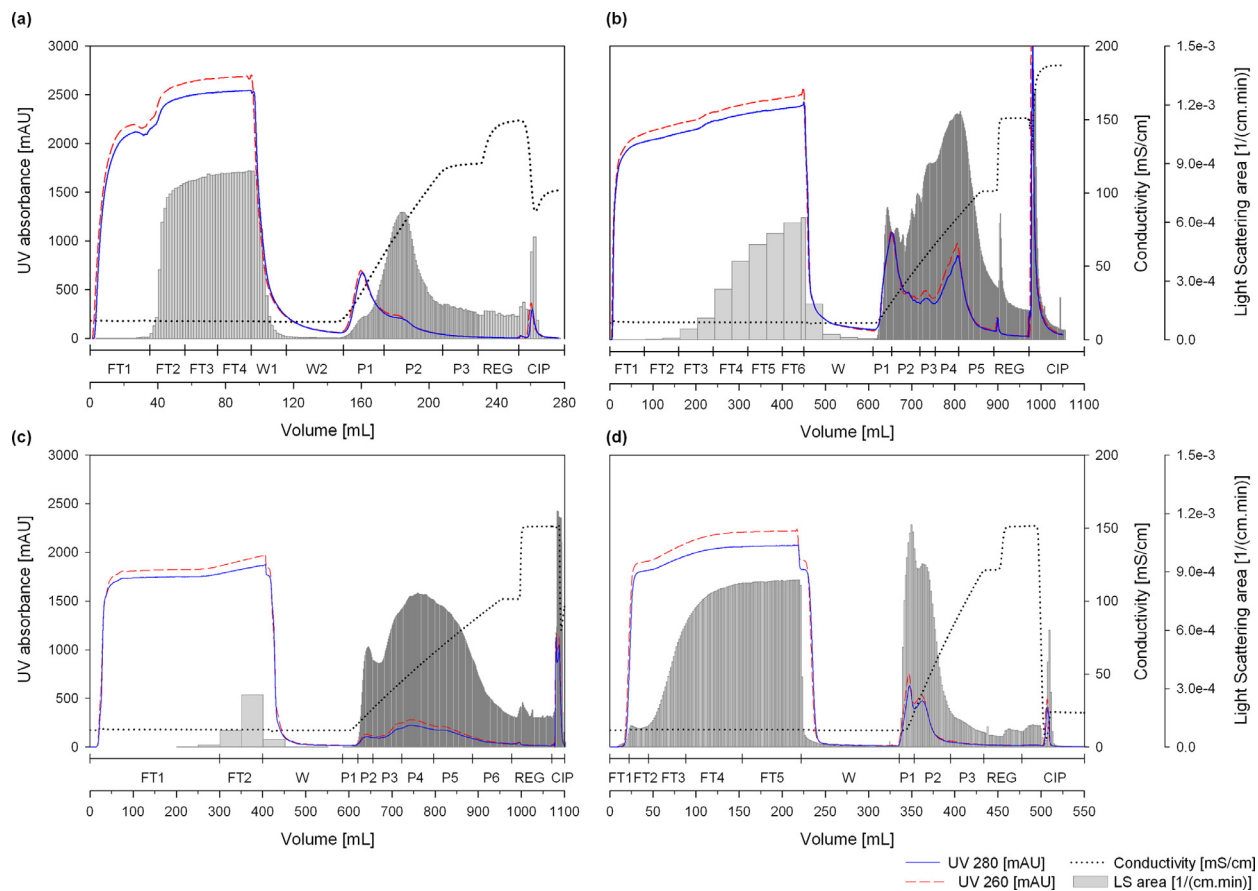 (a)
(b)
3000
2500
2000
1500
1000
500
0
UV absorbance [mAU]
200
150
100
50
0
Conductivity [mS/cm]
1.5e-3
1.2e-3
9.0e-4
6.0e-4
3.0e-4
0.0
Light Scattering area [1/(cm.min)]
FT1 FT2 FT3 FT4 W1 W2 P1 P2 P3 REG CIP
0 40 80 120 160 200 240 280
Volume [mL]
FT1 FT2 FT3 FT4 FT5 FT6 W P1 P2 P3 P4 P5 REG CIP
0 100 200 300 400 500 600 700 800 900 1000 1100
Volume [mL]
(c)
(d)
3000
2500
2000
1500
1000
500
0
UV absorbance [mAU]
200
150
100
50
0
Conductivity [mS/cm]
1.5e-3
1.2e-3
9.0e-4
6.0e-4
3.0e-4
0.0
Light Scattering area [1/(cm.min)]
FT1 FT2 W P1 P2 P3 P4 P5 P6 REG CIP
0 100 200 300 400 500 600 700 800 900 1000 1100
Volume [mL]
FT1 FT2 FT3 FT4 FT5 W P1 P2 P3 REG CIP
0 50 100 150 200 250 300 350 400 450 500 550
Volume [mL]
UV 280 [mAU] Conductivity [mS/cm]
UV 260 [mAU] LS area [1/(cm.min)]